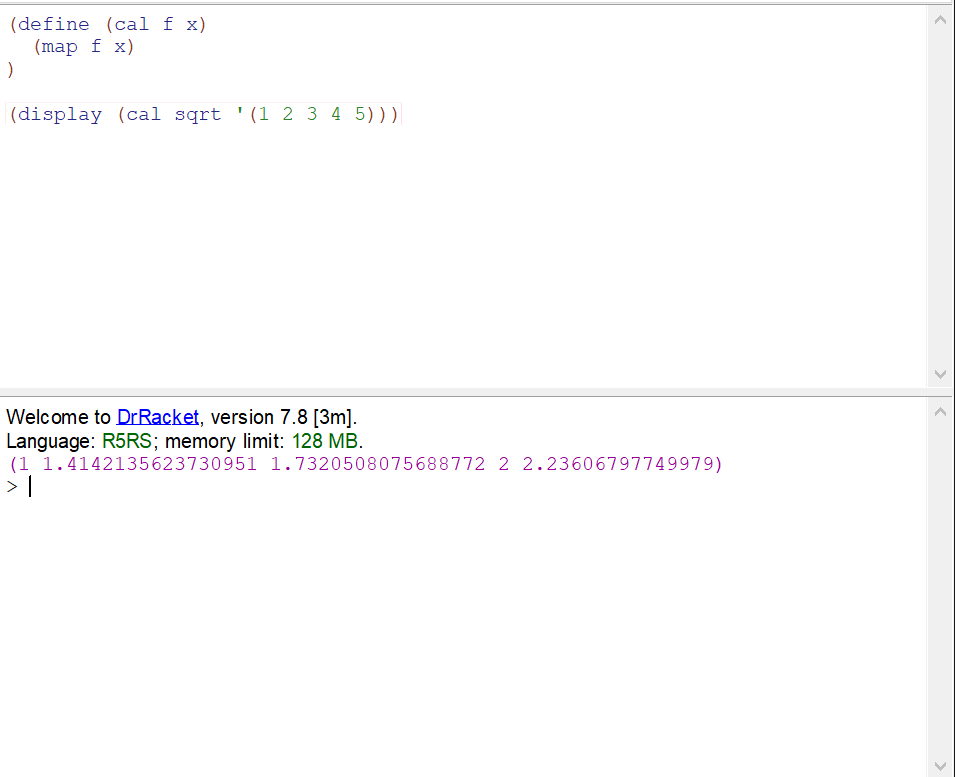 (define (cal f x)
  (map f x)
)
(display (cal sqrt '(1 2 3 4 5)))
Welcome to DrRacket, version 7.8 [3m].
Language: R5RS; memory limit: 128 MB.
(1 1.4142135623730951 1.7320508075688772 2 2.23606797749979)
>